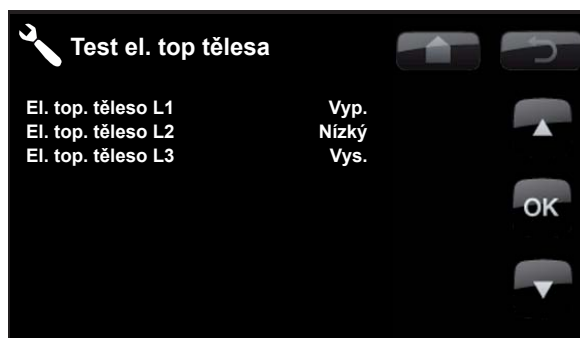 Test el. top tělesa
El. top. těleso L1 Vyp.
El. top. těleso L2 Nízký
El. top. těleso L3 Vys.
OK